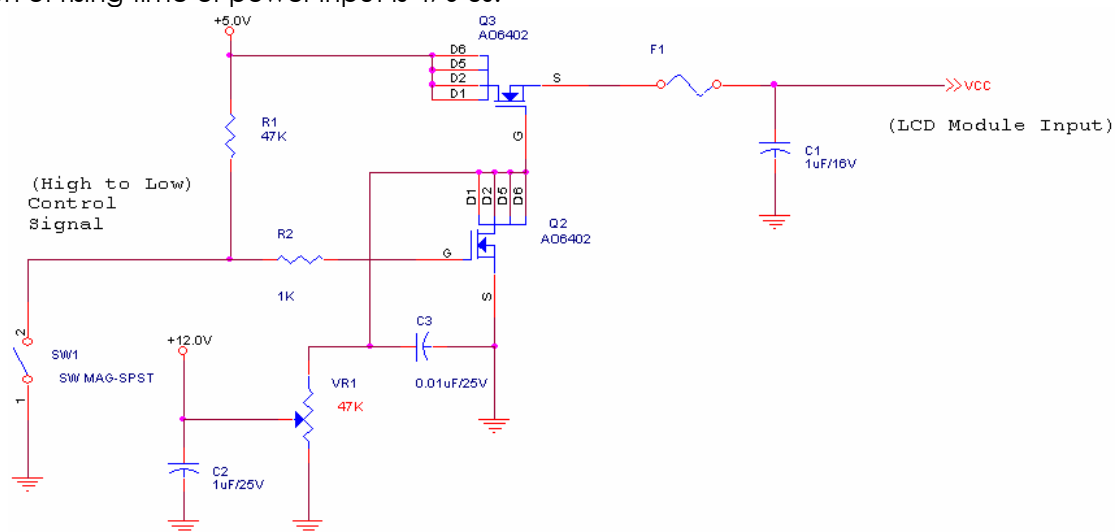 of rising time of power input is 470 us.
+5.0V
Q3
AO6402
D6
D5
D2
D1
S
G
F1
VCC
(LCD Module Input)
C1
1uF/16V
R1
47K
(High to Low)
Control
Signal
R2
1K
D1
D2
D5
D6
Q2
AO6402
G
S
C3
0.01uF/25V
+12.0V
2
SW1
SW MAG-SPST
1
VR1
47K
C2
1uF/25V